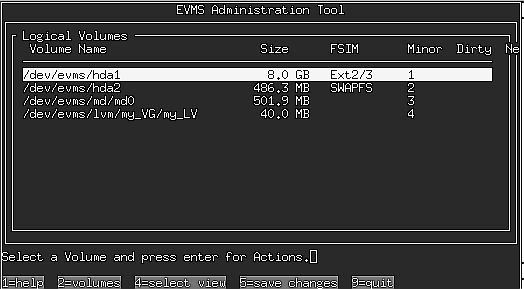 EVMS Administration Tool
Logical Volumes
Volume Name Size FSIM Minor Dirty Ne
/dev/evms/hda1 8.0 GB Ext2/3 1
/dev/evms/hda2 486.3 MB SWAPFS 2
/dev/evms/md/md0 501.9 MB 3
/dev/evms/lvm/my_VG/my_LV 40.0 MB 4
Select a Volume and press enter for Actions.
1=help 2=volumes 4=select view 5=save changes 9=quit